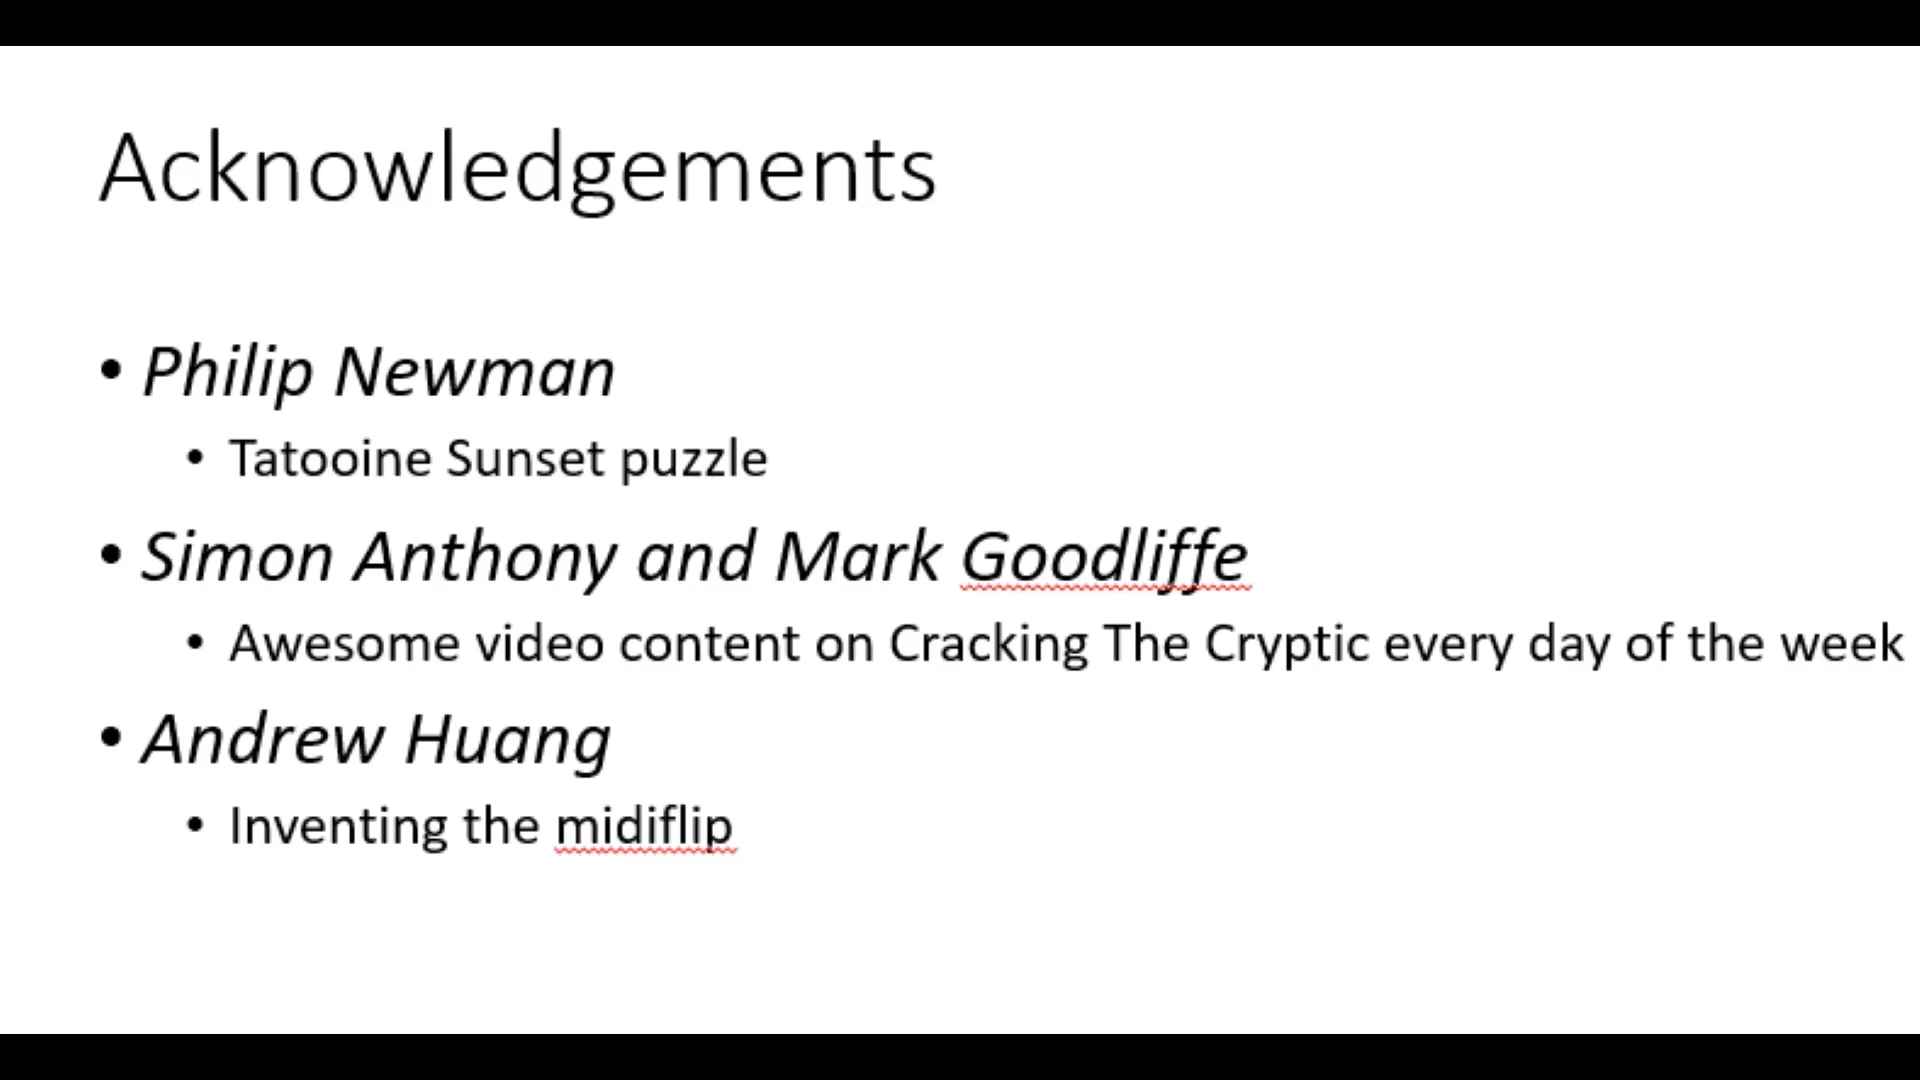 Acknowledgements
• Philip Newman
• Tatooine Sunset puzzle
• Simon Anthony and Mark Goodliffe
• Awesome video content on Cracking The Cryptic every day of the week
• Andrew Huang
• Inventing the midiflip